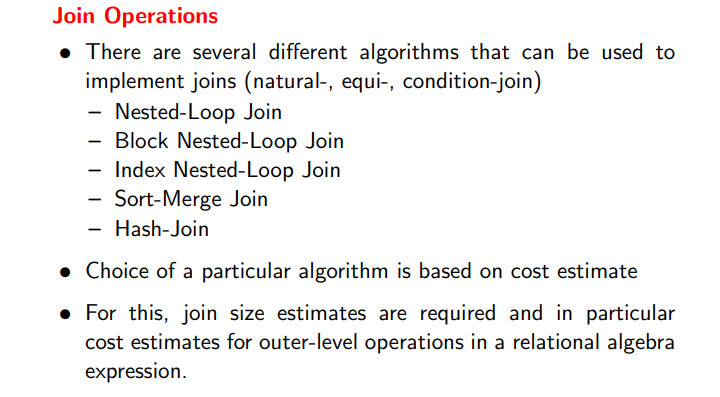 Join Operations
● There are several different algorithms that can be used to
implement joins (natural-, equi-, condition-join)
– Nested-Loop Join
– Block Nested-Loop Join
– Index Nested-Loop Join
– Sort-Merge Join
– Hash-Join
● Choice of a particular algorithm is based on cost estimate
● For this, join size estimates are required and in particular
cost estimates for outer-level operations in a relational algebra
expression.